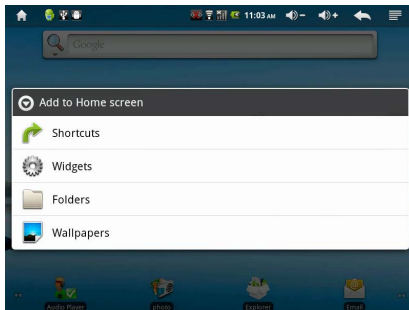 11:03 AM
Google
Add to Home screen
Shortcuts
Widgets
Folders
Wallpapers
Audio Player
photo
Explorer
Email